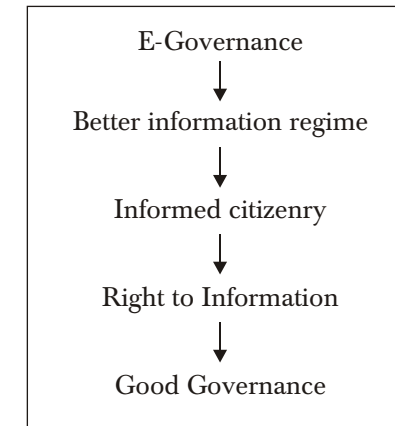 E-Governance
Better information regime
Informed citizenry
Right to Information
Good Governance